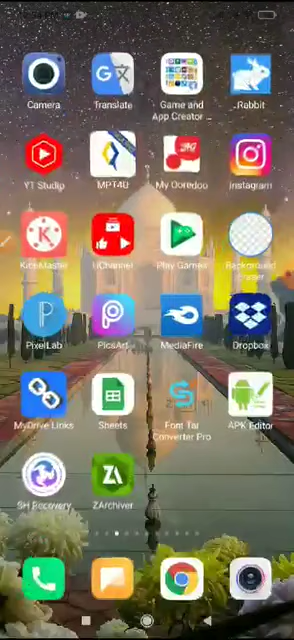 Camera
Translate
Game and
App Creator ...
Rabbit
YT Studio
MPT4U
My Ooredoo
Instagram
KineMaster
UChannel
Play Games
Background
Eraser
PixelLab
PicsArt
MediaFire
Dropbox
MyDrive Links
Sheets
Font Tar
Converter Pro
APK Editor
SH Recovery
ZArchiver